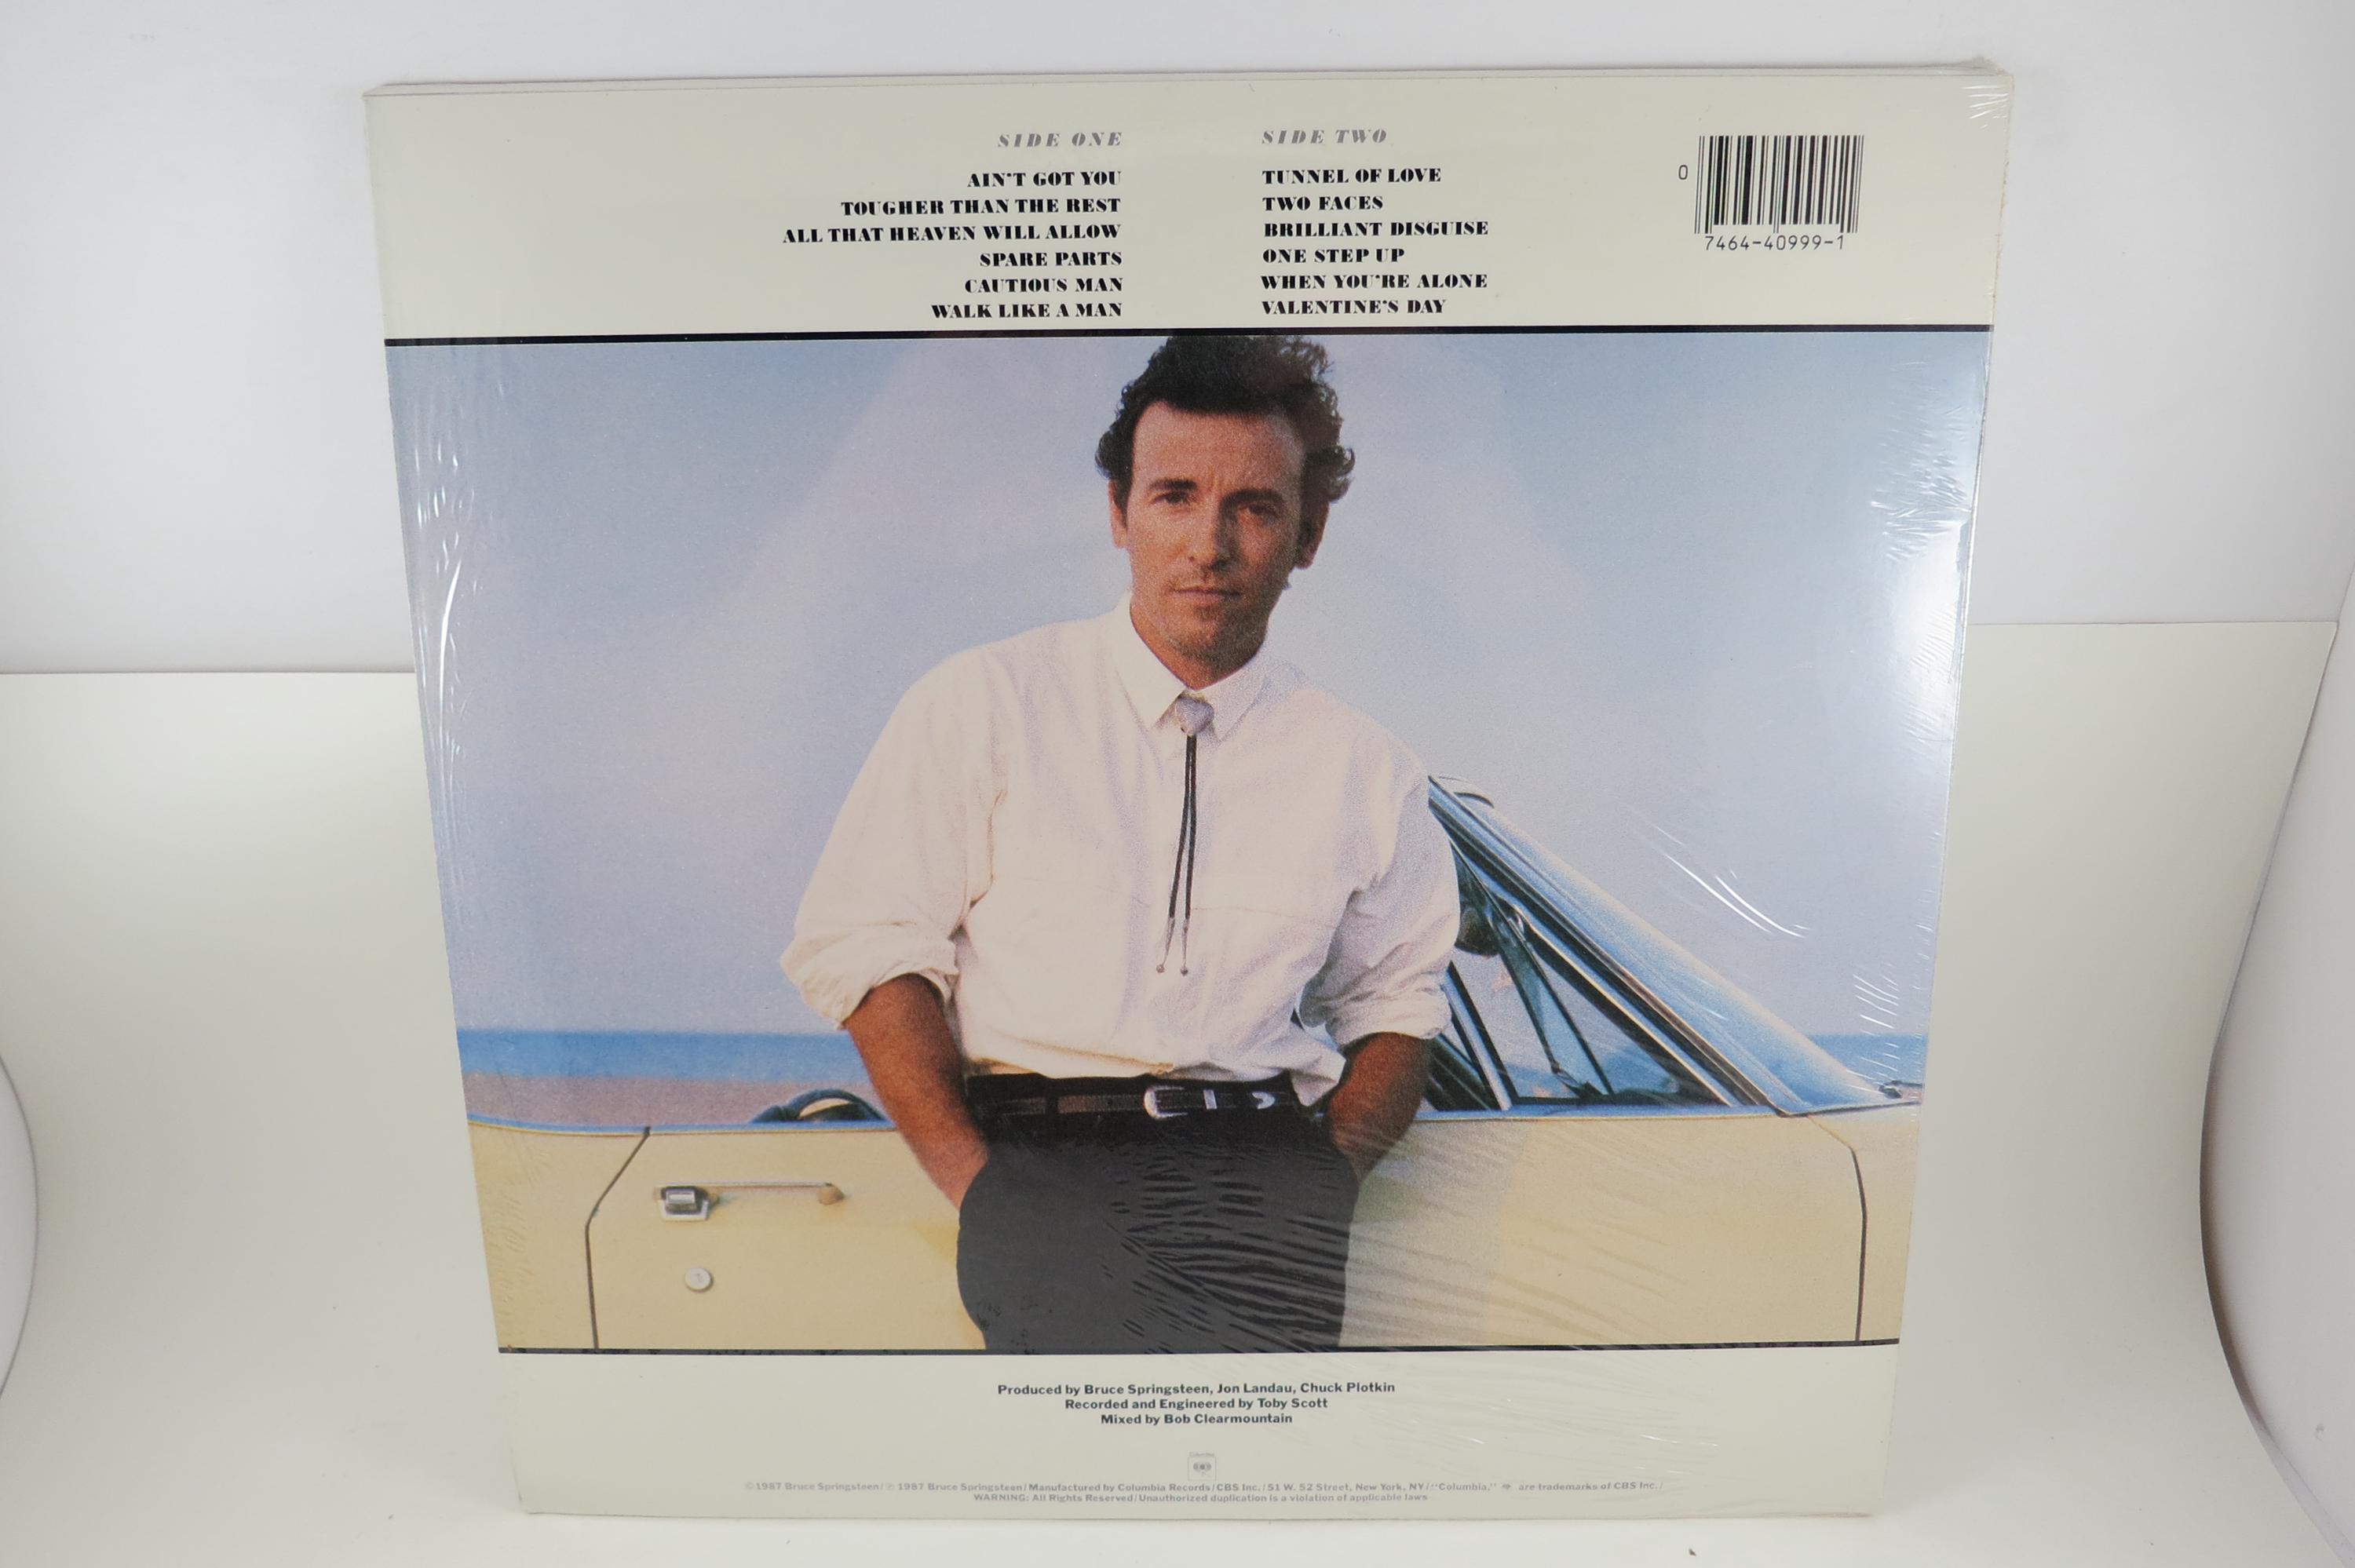 SIDE ONE
AIN'T GOT YOU
TOUGHER THAN THE REST
ALL THAT HEAVEN WILL ALLOW
SPARE PARTS
CAUTIOUS MAN
WALK LIKE A MAN
SIDE TWO
TUNNEL OF LOVE
TWO FACES
BRILLIANT DISGUISE
ONE STEP UP
WHEN YOU'RE ALONE
VALENTINE'S DAY
0
7464-40999-1
Produced by Bruce Springsteen, Jon Landau, Chuck Plotkin
Recorded and Engineered by Toby Scott
Mixed by Bob Clearmountain
Columbia
©1987 Bruce Springsteen/℗ 1987 Bruce Springsteen/Manufactured by Columbia Records/CBS Inc./51 W. 52 Street, New York, NY/"Columbia," are trademarks of CBS Inc./
WARNING: All Rights Reserved/Unauthorized duplication is a violation of applicable laws